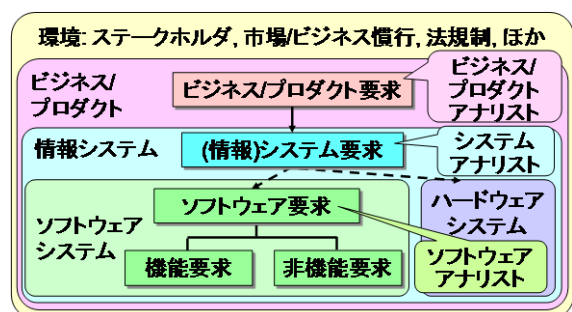 環境: ステークホルダ, 市場/ビジネス慣行, 法規制, ほか
ビジネス/
プロダクト
ビジネス/プロダクト要求
ビジネス/
プロダクト
アナリスト
情報システム
(情報)システム要求
システム
アナリスト
ソフトウェア
システム
ソフトウェア要求
ハードウェア
システム
機能要求
非機能要求
ソフトウェア
アナリスト